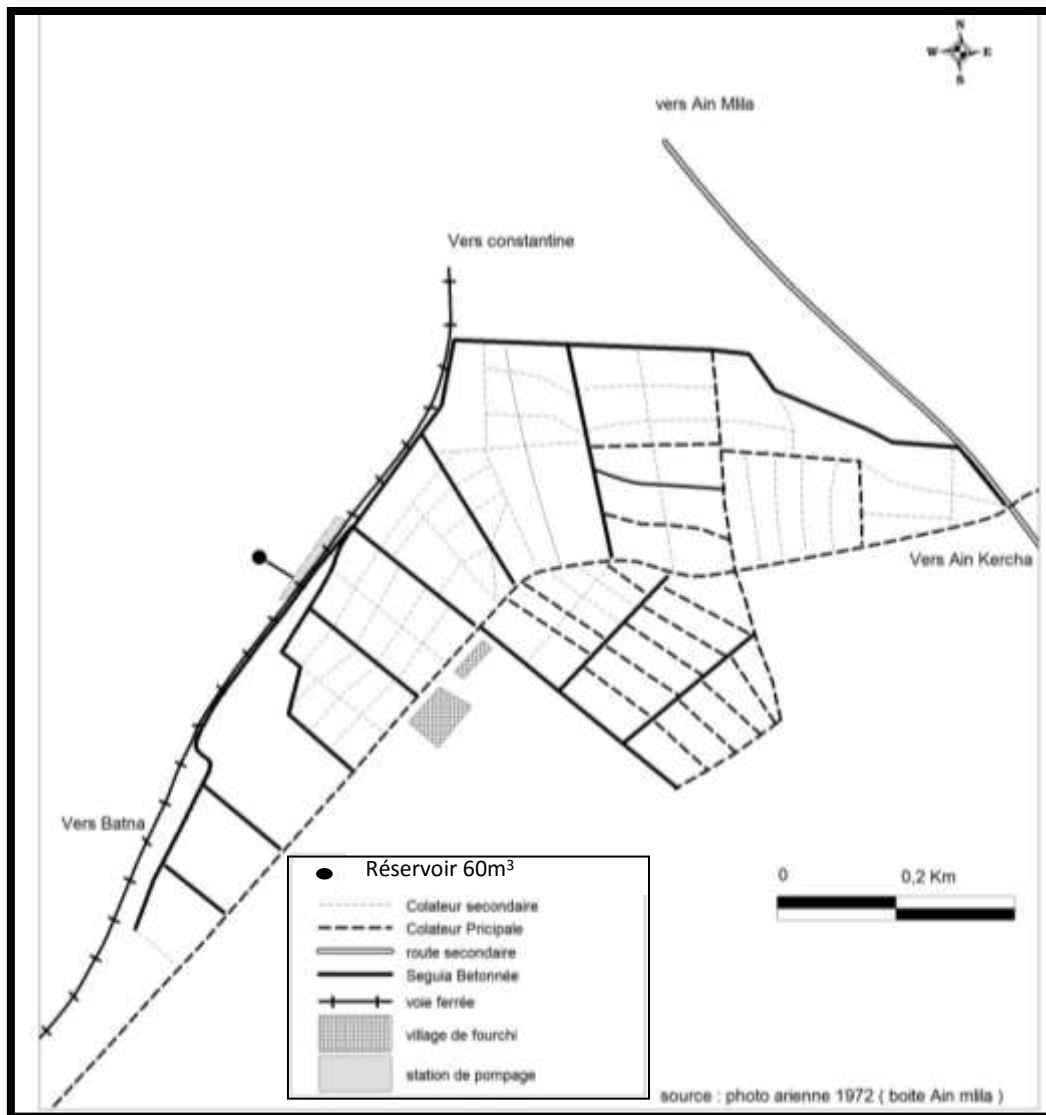 N
W E
S
vers Ain Mlila
Vers constantine
Vers Ain Kercha
Vers Batna
0 0,2 Km
Réservoir 60m³
Colateur secondaire
Colateur Pricipale
route secondaire
Seguia Betonnée
voie ferrée
village de fourchi
station de pompage
source : photo arienne 1972 ( boite Ain mlila )